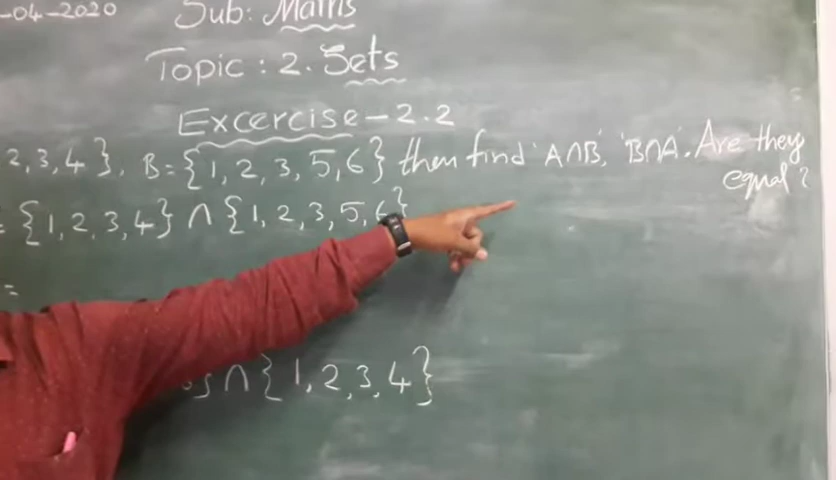 -04-2020 Sub: Maths
Topic : 2. Sets
Excercise-2.2
2,3,4}, B={1,2,3,5,6} then find 'A∩B', 'B∩A'. Are they
equal?
= {1,2,3,4} ∩ {1,2,3,5,6}
=
∩ {1,2,3,4}